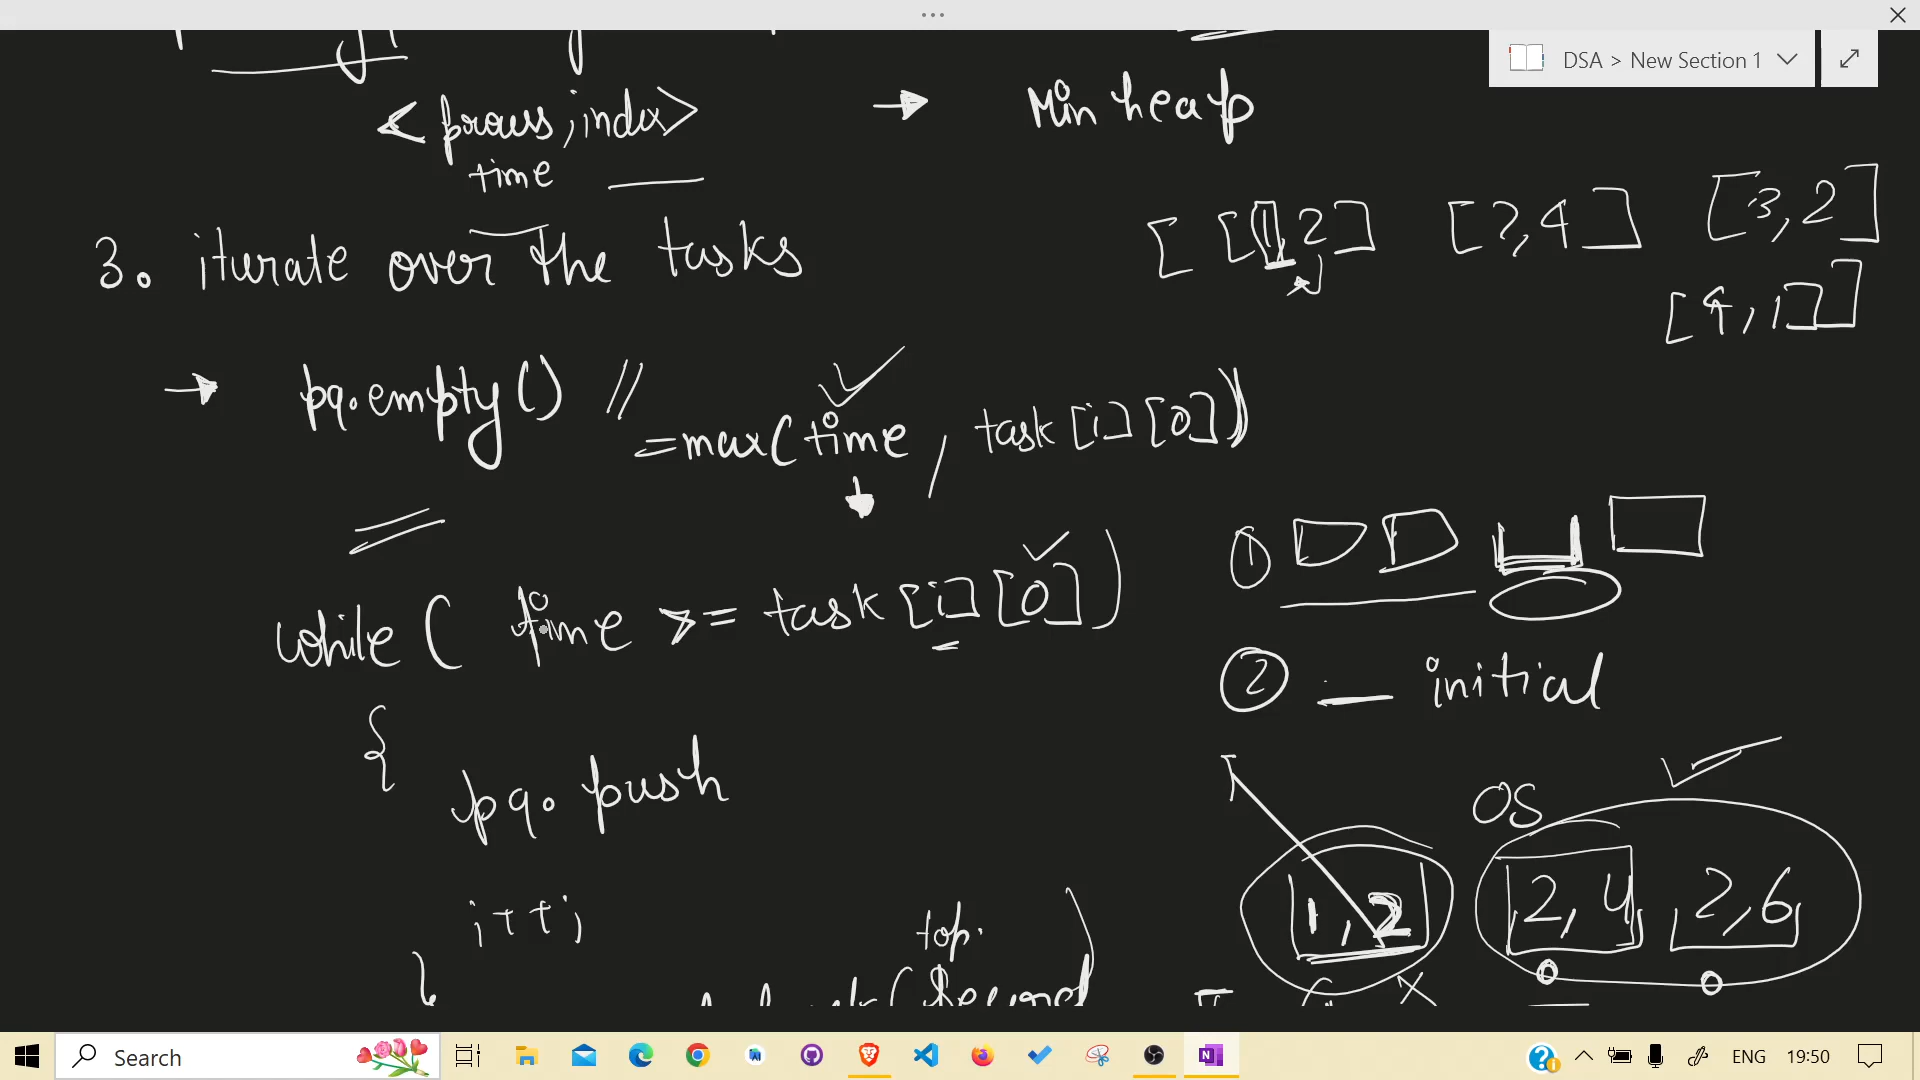 DSA > New Section 1
< process, index> → Min heap
time
3. iterate over the tasks
[ [1, 2] [2, 4] [3, 2]
[4, 1] ]
→ pq.empty() //
=max(time, task[i][0])
while ( time >= task[i][0])
①
② — initial
{
pq. push
OS
1, 2
2, 4
2, 6
i++;
top.
}
Search
ENG 19:50